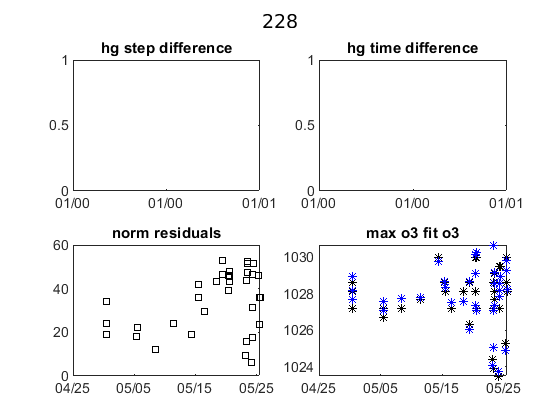 228
hg step difference
hg time difference
1
0.5
0
01/00 01/00 01/01
1
0.5
0
01/00 01/00 01/01
norm residuals
max o3 fit o3
60
40
20
0
04/25 05/05 05/15 05/25
1030
1028
1026
1024
04/25 05/05 05/15 05/25